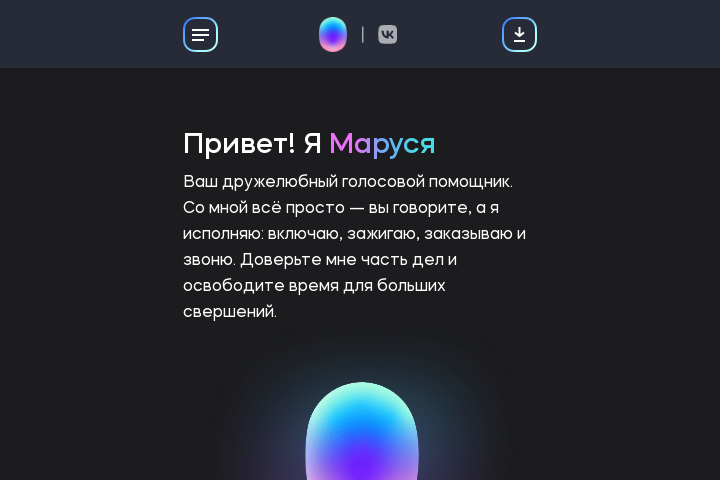 Привет! Я Маруся
Ваш дружелюбный голосовой помощник.
Со мной всё просто — вы говорите, а я
исполняю: включаю, зажигаю, заказываю и
звоню. Доверьте мне часть дел и
освободите время для больших
свершений.